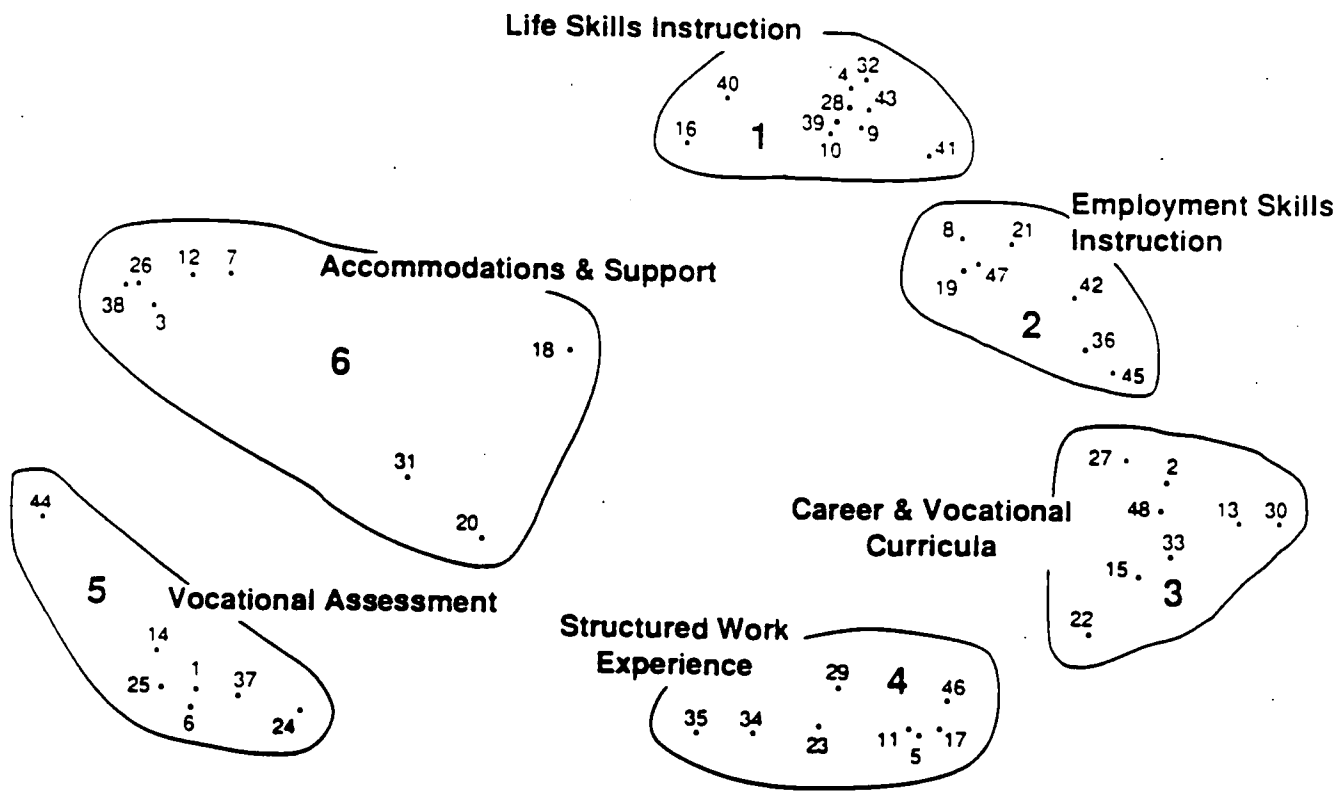 Life Skills Instruction
32
4
40
28 43
39
16 1 9
10 41
Employment Skills
Instruction
8 21
47
19
42
2
36
45
12 7
26
Accommodations & Support
38
3
6
18
31
20
27 2
Career & Vocational
Curricula
48 13 30
33
15
3
22
44
5
Vocational Assessment
14
1
25 37
6 24
Structured Work
Experience
29 4 46
35 34
23 11 17
5